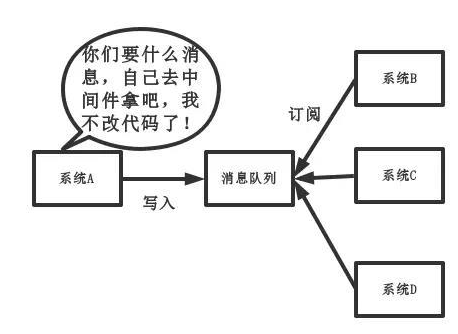 你们要什么消
息，自己去中
间件拿吧，我
不改代码了！
系统B
订阅
系统A
消息队列
系统C
写入
系统D